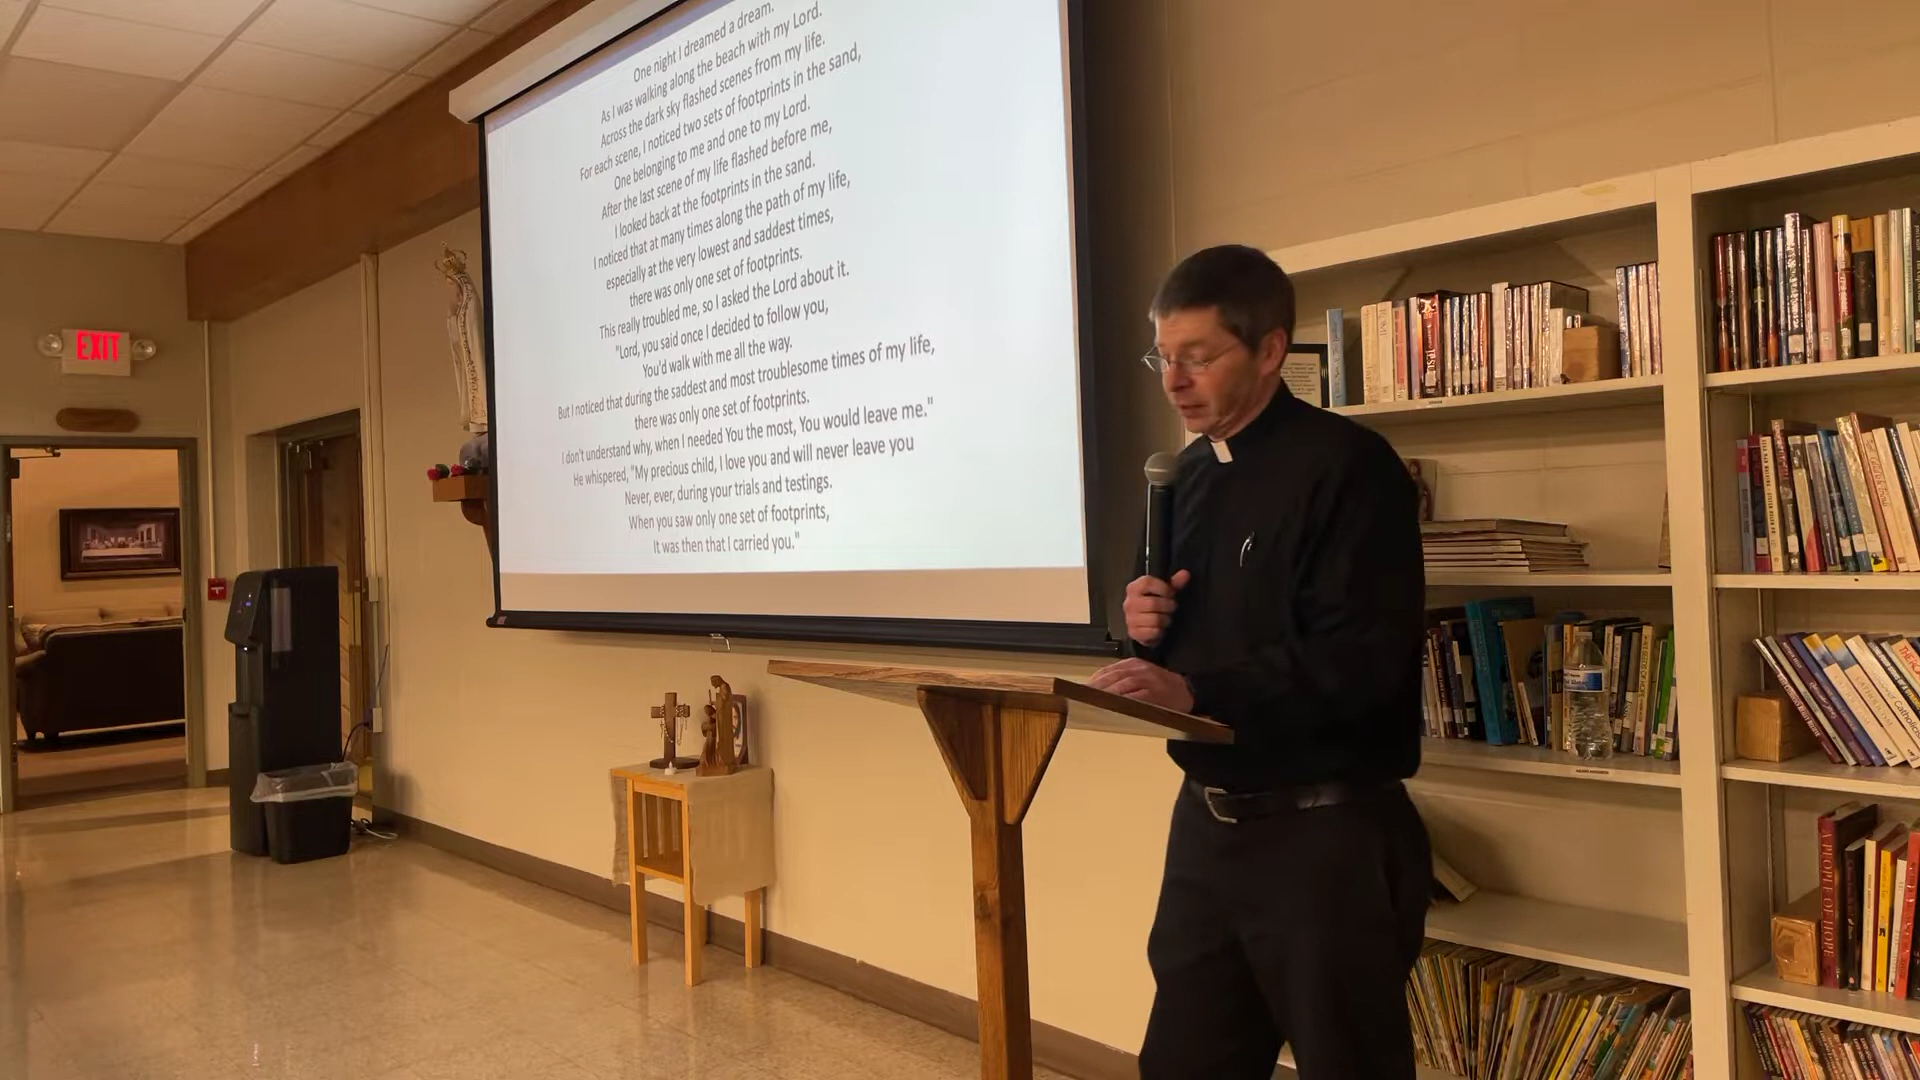 One night I dreamed a dream.
As I was walking along the beach with my Lord.
Across the dark sky flashed scenes from my life.
For each scene, I noticed two sets of footprints in the sand,
One belonging to me and one to my Lord.
After the last scene of my life flashed before me,
I looked back at the footprints in the sand.
I noticed that at many times along the path of my life,
especially at the very lowest and saddest times,
there was only one set of footprints.
This really troubled me, so I asked the Lord about it.
"Lord, you said once I decided to follow you,
You'd walk with me all the way.
But I noticed that during the saddest and most troublesome times of my life,
there was only one set of footprints.
I don't understand why, when I needed You the most, You would leave me."
He whispered, "My precious child, I love you and will never leave you
Never, ever, during your trials and testings.
When you saw only one set of footprints,
It was then that I carried you."
EXIT
A PEOPLE OF HOPE